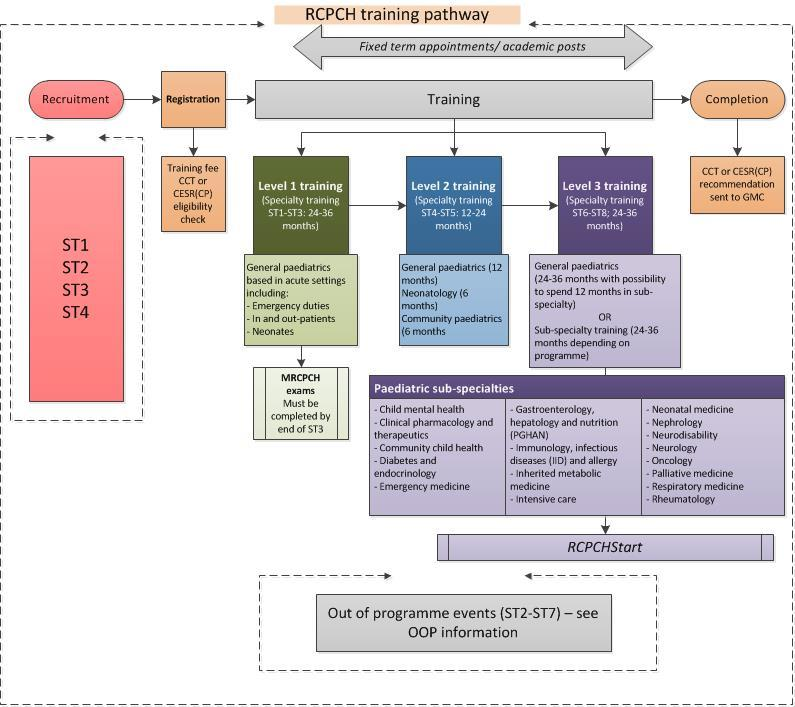 RCPCH training pathway
Fixed term appointments/ academic posts
Recruitment
Registration
Training
Completion
Training fee
CCT or
CESR(CP)
eligibility
check
CCT or CESR(CP)
recommendation
sent to GMC
ST1
ST2
ST3
ST4
Level 1 training
(Specialty training
ST1-ST3: 24-36
months)
Level 2 training
(Specialty training
ST4-ST5: 12-24
months)
Level 3 training
(Specialty training
ST6-ST8; 24-36
months)
General paediatrics
based in acute settings
including:
- Emergency duties
- In and out-patients
- Neonates
General paediatrics (12
months)
Neonatology (6
months)
Community paediatrics
(6 months
General paediatrics
(24-36 months with possibility
to spend 12 months in sub-
specialty)
OR
Sub-specialty training (24-36
months depending on
programme)
MRCPCH
exams
Must be
completed by
end of ST3
Paediatric sub-specialties
- Child mental health
- Clinical pharmacology and
therapeutics
- Community child health
- Diabetes and
endocrinology
- Emergency medicine
- Gastroenterology,
hepatology and nutrition
(PGHAN)
- Immunology, infectious
diseases (IID) and allergy
- Inherited metabolic
medicine
- Intensive care
- Neonatal medicine
- Nephrology
- Neurodisability
- Neurology
- Oncology
- Palliative medicine
- Respiratory medicine
- Rheumatology
RCPCHStart
Out of programme events (ST2-ST7) – see
OOP information